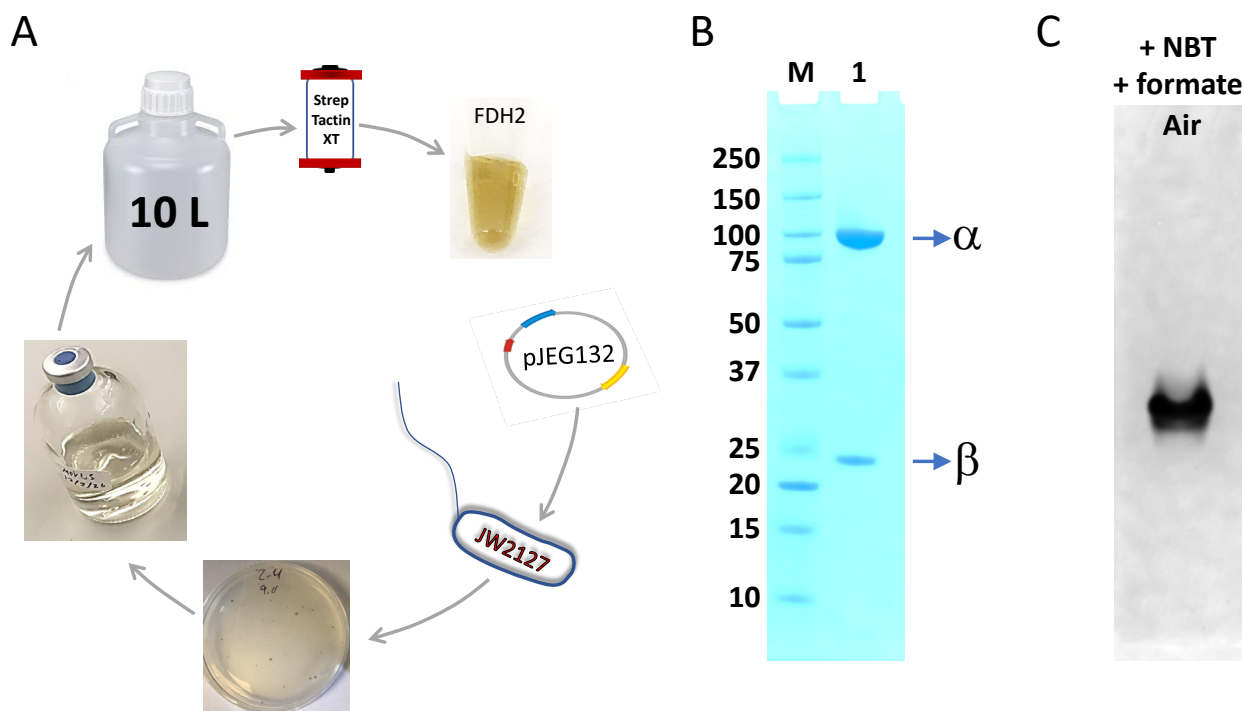 A
10 L
Strep
Tactin
XT
FDH2
pJEG132
JW2127
B
M 1
250
150
100
75
50
37
25
20
15
10
α
β
C
+ NBT
+ formate
Air